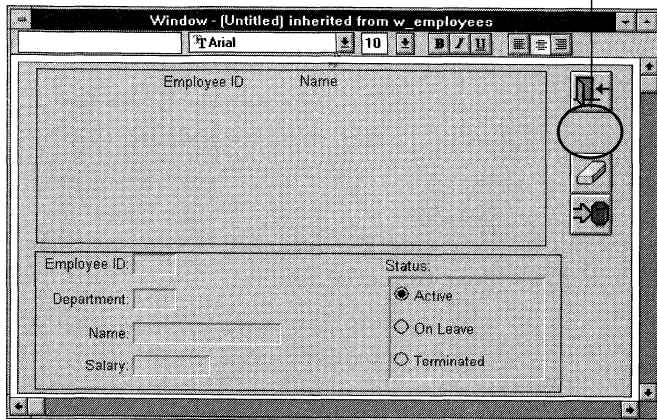 Window - (Untitled) inherited from w_employees
Arial 10 B I U
Employee ID Name
Employee ID:
Status:
Active
Department:
On Leave
Name:
Terminated
Salary: